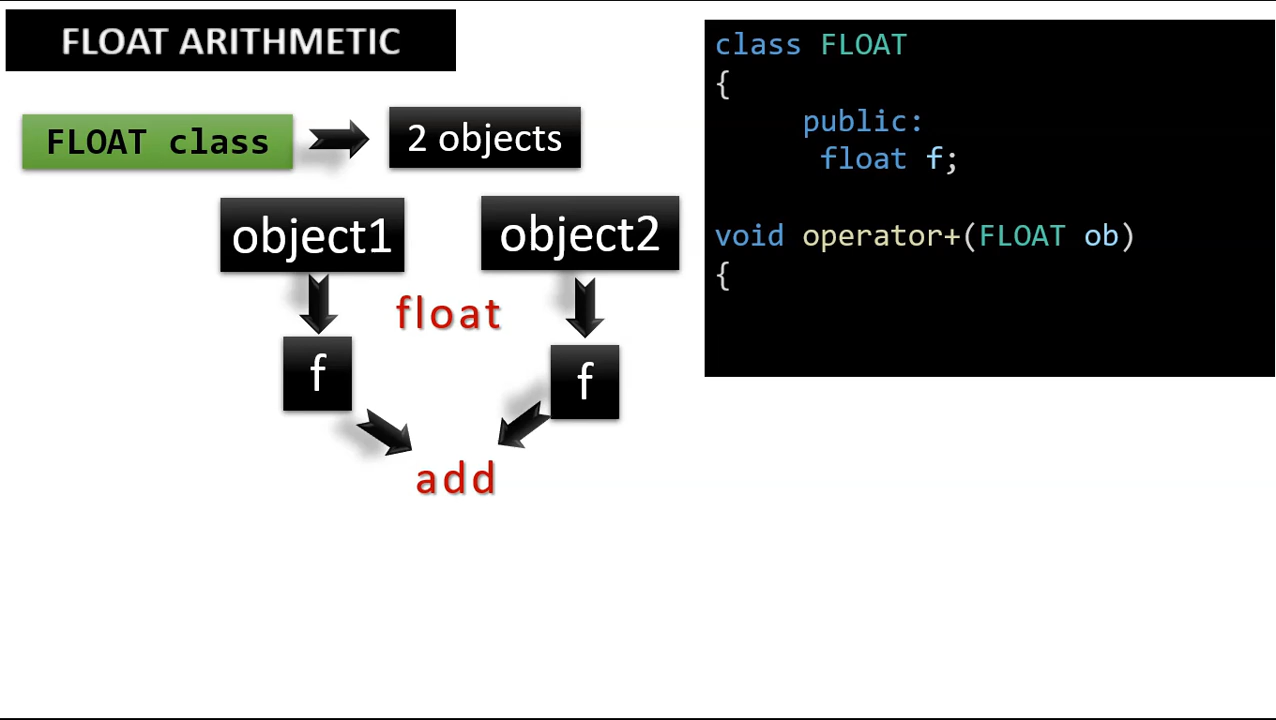 FLOAT ARITHMETIC
FLOAT class
2 objects
object1
object2
float
f
f
add
class FLOAT
{
public:
float f;
void operator+(FLOAT ob)
{